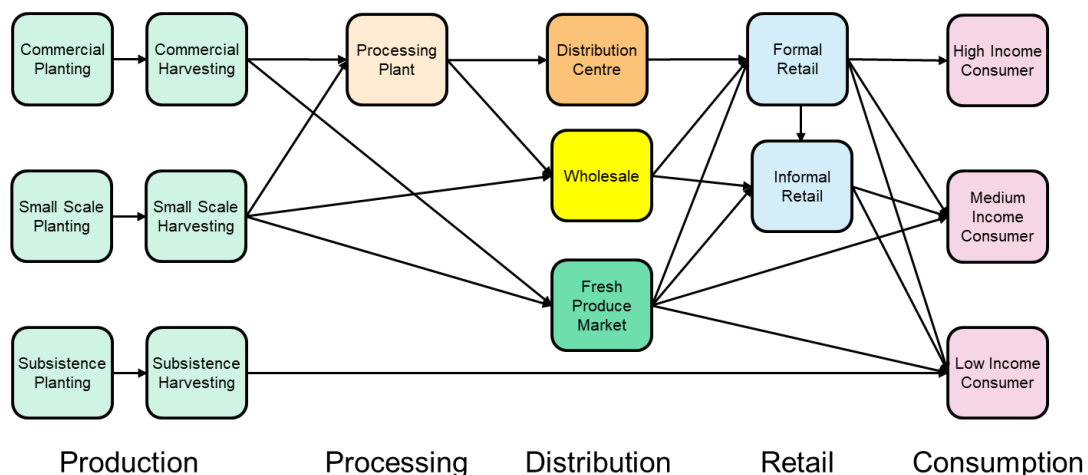 Commercial
Planting
Commercial
Harvesting
Processing
Plant
Distribution
Centre
Formal
Retail
High Income
Consumer
Wholesale
Informal
Retail
Small Scale
Planting
Small Scale
Harvesting
Medium
Income
Consumer
Fresh
Produce
Market
Subsistence
Planting
Subsistence
Harvesting
Low Income
Consumer
Production
Processing
Distribution
Retail
Consumption